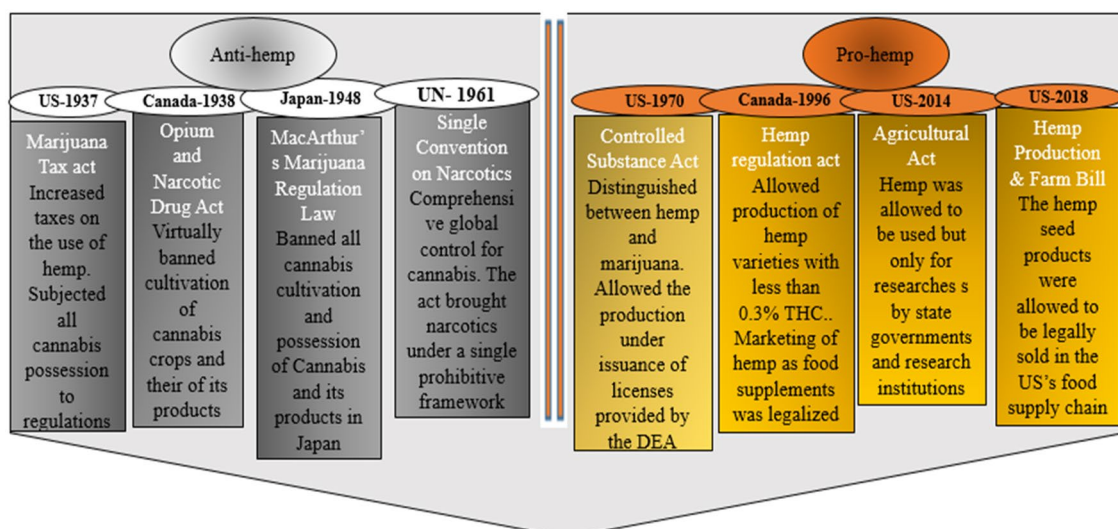 Anti-hemp
US-1937
Marijuana
Tax act
Increased
taxes on
the use of
hemp.
Subjected
all
cannabis
possession
to
regulations
Canada-1938
Opium
and
Narcotic
Drug Act
Virtually
banned
cultivation
of
cannabis
crops and
their of its
products
Japan-1948
MacArthur’
s Marijuana
Regulation
Law
Banned all
cannabis
cultivation
and
possession
of Cannabis
and its
products in
Japan
UN- 1961
Single
Convention
on Narcotics
Comprehensi
ve global
control for
cannabis. The
act brought
narcotics
under a single
prohibitive
framework
Pro-hemp
US-1970
Controlled
Substance Act
Distinguished
between hemp
and
marijuana.
Allowed the
production
under
issuance of
licenses
provided by
the DEA
Canada-1996
Hemp
regulation act
Allowed
production of
hemp
varieties with
less than
0.3% THC..
Marketing of
hemp as food
supplements
was legalized
US-2014
Agricultural
Act
Hemp was
allowed to
be used but
only for
researches s
by state
governments
and research
institutions
US-2018
Hemp
Production
& Farm Bill
The hemp
seed
products
were
allowed to
be legally
sold in the
US’s food
supply chain